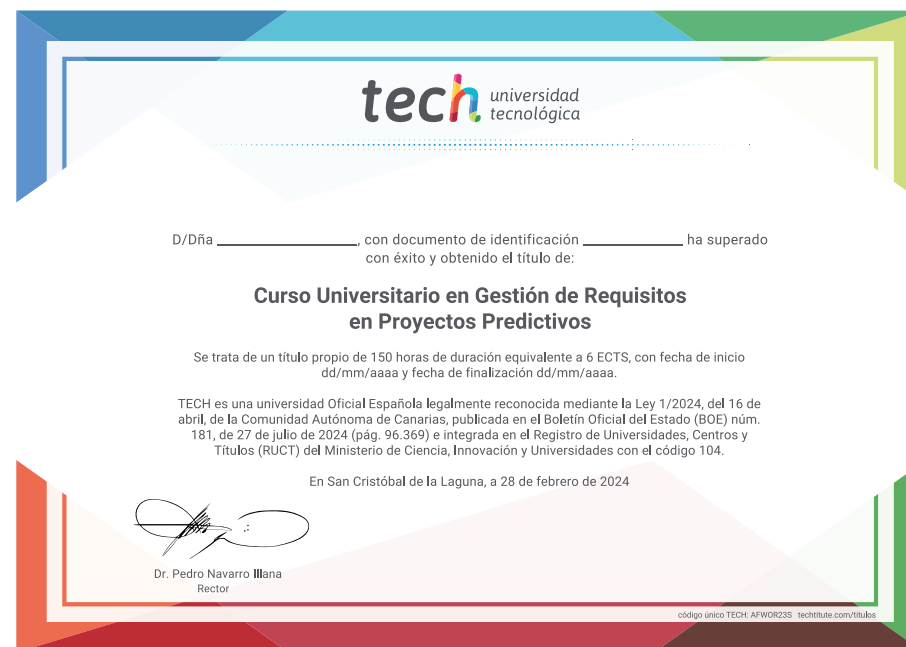 tech universidad
tecnológica
D/Dña ____________________, con documento de identificación ______________ ha superado
con éxito y obtenido el título de:
Curso Universitario en Gestión de Requisitos
en Proyectos Predictivos
Se trata de un título propio de 150 horas de duración equivalente a 6 ECTS, con fecha de inicio
dd/mm/aaaa y fecha de finalización dd/mm/aaaa.
TECH es una universidad Oficial Española legalmente reconocida mediante la Ley 1/2024, del 16 de
abril, de la Comunidad Autónoma de Canarias, publicada en el Boletín Oficial del Estado (BOE) núm.
181, de 27 de julio de 2024 (pág. 96.369) e integrada en el Registro de Universidades, Centros y
Títulos (RUCT) del Ministerio de Ciencia, Innovación y Universidades con el código 104.
En San Cristóbal de la Laguna, a 28 de febrero de 2024
Dr. Pedro Navarro Illana
Rector
código único TECH: AFWOR23S techtitute.com/titulos